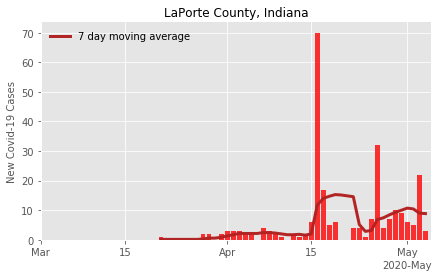 LaPorte County, Indiana
7 day moving average
New Covid-19 Cases
70
60
50
40
30
20
10
0
Mar 15 Apr 15 May
2020-May